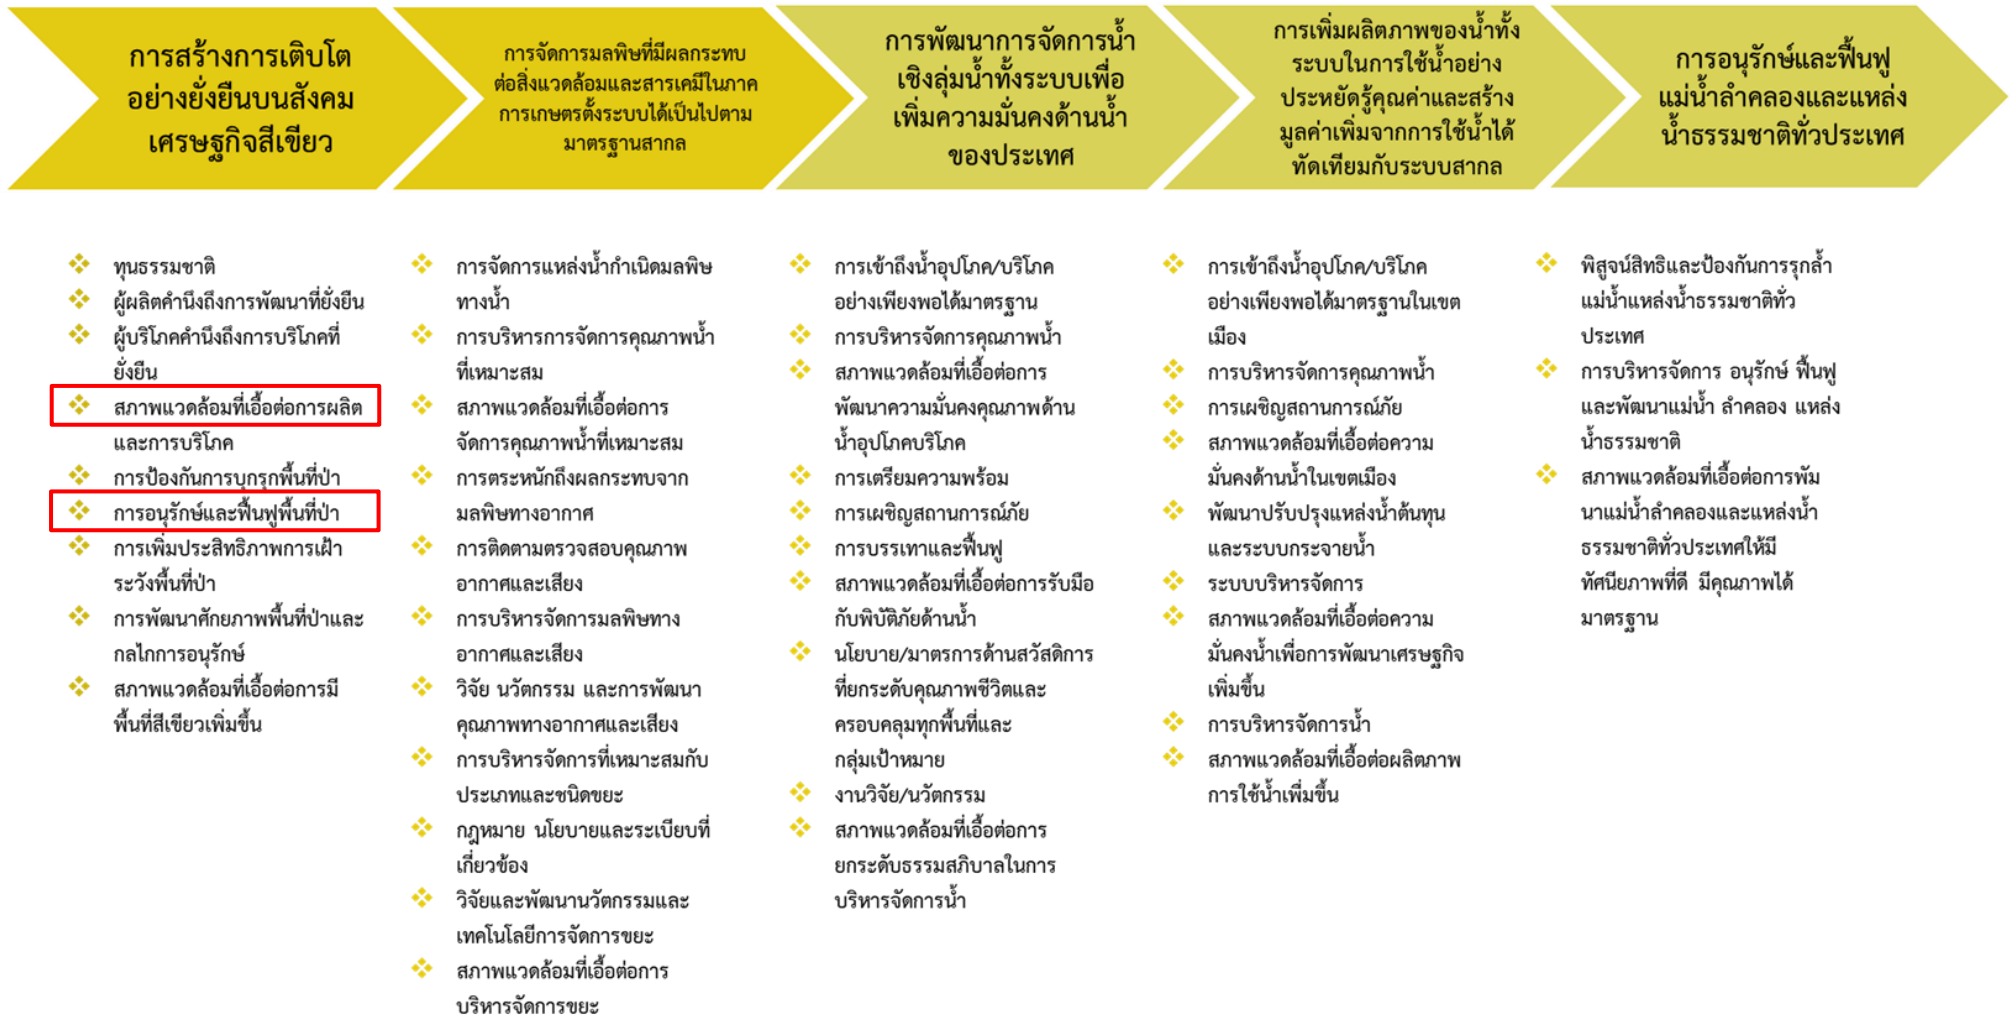 การสร้างการเติบโต
อย่างยั่งยืนบนสังคม
เศรษฐกิจสีเขียว
การจัดการมลพิษที่มีผลกระทบ
ต่อสิ่งแวดล้อมและสารเคมีในภาค
การเกษตรตั้งระบบได้เป็นไปตาม
มาตรฐานสากล
การพัฒนาการจัดการน้ำ
เชิงลุ่มน้ำทั้งระบบเพื่อ
เพิ่มความมั่นคงด้านน้ำ
ของประเทศ
การเพิ่มผลิตภาพของน้ำทั้ง
ระบบในการใช้น้ำอย่าง
ประหยัดรู้คุณค่าและสร้าง
มูลค่าเพิ่มจากการใช้น้ำได้
ทัดเทียมกับระบบสากล
การอนุรักษ์และฟื้นฟู
แม่น้ำลำคลองและแหล่ง
น้ำธรรมชาติทั่วประเทศ
ทุนธรรมชาติ
ผู้ผลิตคำนึงถึงการพัฒนาที่ยั่งยืน
ผู้บริโภคคำนึงถึงการบริโภคที่
ยั่งยืน
สภาพแวดล้อมที่เอื้อต่อการผลิต
และการบริโภค
การป้องกันการบุกรุกพื้นที่ป่า
การอนุรักษ์และฟื้นฟูพื้นที่ป่า
การเพิ่มประสิทธิภาพการเฝ้า
ระวังพื้นที่ป่า
การพัฒนาศักยภาพพื้นที่ป่าและ
กลไกการอนุรักษ์
สภาพแวดล้อมที่เอื้อต่อการมี
พื้นที่สีเขียวเพิ่มขึ้น
การจัดการแหล่งน้ำกำเนิดมลพิษ
ทางน้ำ
การบริหารการจัดการคุณภาพน้ำ
ที่เหมาะสม
สภาพแวดล้อมที่เอื้อต่อการ
จัดการคุณภาพน้ำที่เหมาะสม
การตระหนักถึงผลกระทบจาก
มลพิษทางอากาศ
การติดตามตรวจสอบคุณภาพ
อากาศและเสียง
การบริหารจัดการมลพิษทาง
อากาศและเสียง
วิจัย นวัตกรรม และการพัฒนา
คุณภาพทางอากาศและเสียง
การบริหารจัดการที่เหมาะสมกับ
ประเภทและชนิดขยะ
กฎหมาย นโยบายและระเบียบที่
เกี่ยวข้อง
วิจัยและพัฒนานวัตกรรมและ
เทคโนโลยีการจัดการขยะ
สภาพแวดล้อมที่เอื้อต่อการ
บริหารจัดการขยะ
การเข้าถึงน้ำอุปโภค/บริโภค
อย่างเพียงพอได้มาตรฐาน
การบริหารจัดการคุณภาพน้ำ
สภาพแวดล้อมที่เอื้อต่อการ
พัฒนาความมั่นคงคุณภาพด้าน
น้ำอุปโภคบริโภค
การเตรียมความพร้อม
การเผชิญสถานการณ์ภัย
การบรรเทาและฟื้นฟู
สภาพแวดล้อมที่เอื้อต่อการรับมือ
กับพิบัติภัยด้านน้ำ
นโยบาย/มาตรการด้านสวัสดิการ
ที่ยกระดับคุณภาพชีวิตและ
ครอบคลุมทุกพื้นที่และ
กลุ่มเป้าหมาย
งานวิจัย/นวัตกรรม
สภาพแวดล้อมที่เอื้อต่อการ
ยกระดับธรรมสภิบาลในการ
บริหารจัดการน้ำ
การเข้าถึงน้ำอุปโภค/บริโภค
อย่างเพียงพอได้มาตรฐานในเขต
เมือง
การบริหารจัดการคุณภาพน้ำ
การเผชิญสถานการณ์ภัย
สภาพแวดล้อมที่เอื้อต่อความ
มั่นคงด้านน้ำในเขตเมือง
พัฒนาปรับปรุงแหล่งน้ำต้นทุน
และระบบกระจายน้ำ
ระบบบริหารจัดการ
สภาพแวดล้อมที่เอื้อต่อความ
มั่นคงน้ำเพื่อการพัฒนาเศรษฐกิจ
เพิ่มขึ้น
การบริหารจัดการน้ำ
สภาพแวดล้อมที่เอื้อต่อผลิตภาพ
การใช้น้ำเพิ่มขึ้น
พิสูจน์สิทธิและป้องกันการรุกล้ำ
แม่น้ำแหล่งน้ำธรรมชาติทั่ว
ประเทศ
การบริหารจัดการ อนุรักษ์ ฟื้นฟู
และพัฒนาแม่น้ำ ลำคลอง แหล่ง
น้ำธรรมชาติ
สภาพแวดล้อมที่เอื้อต่อการพัม
นาแม่น้ำลำคลองและแหล่งน้ำ
ธรรมชาติทั่วประเทศให้มี
ทัศนียภาพที่ดี มีคุณภาพได้
มาตรฐาน